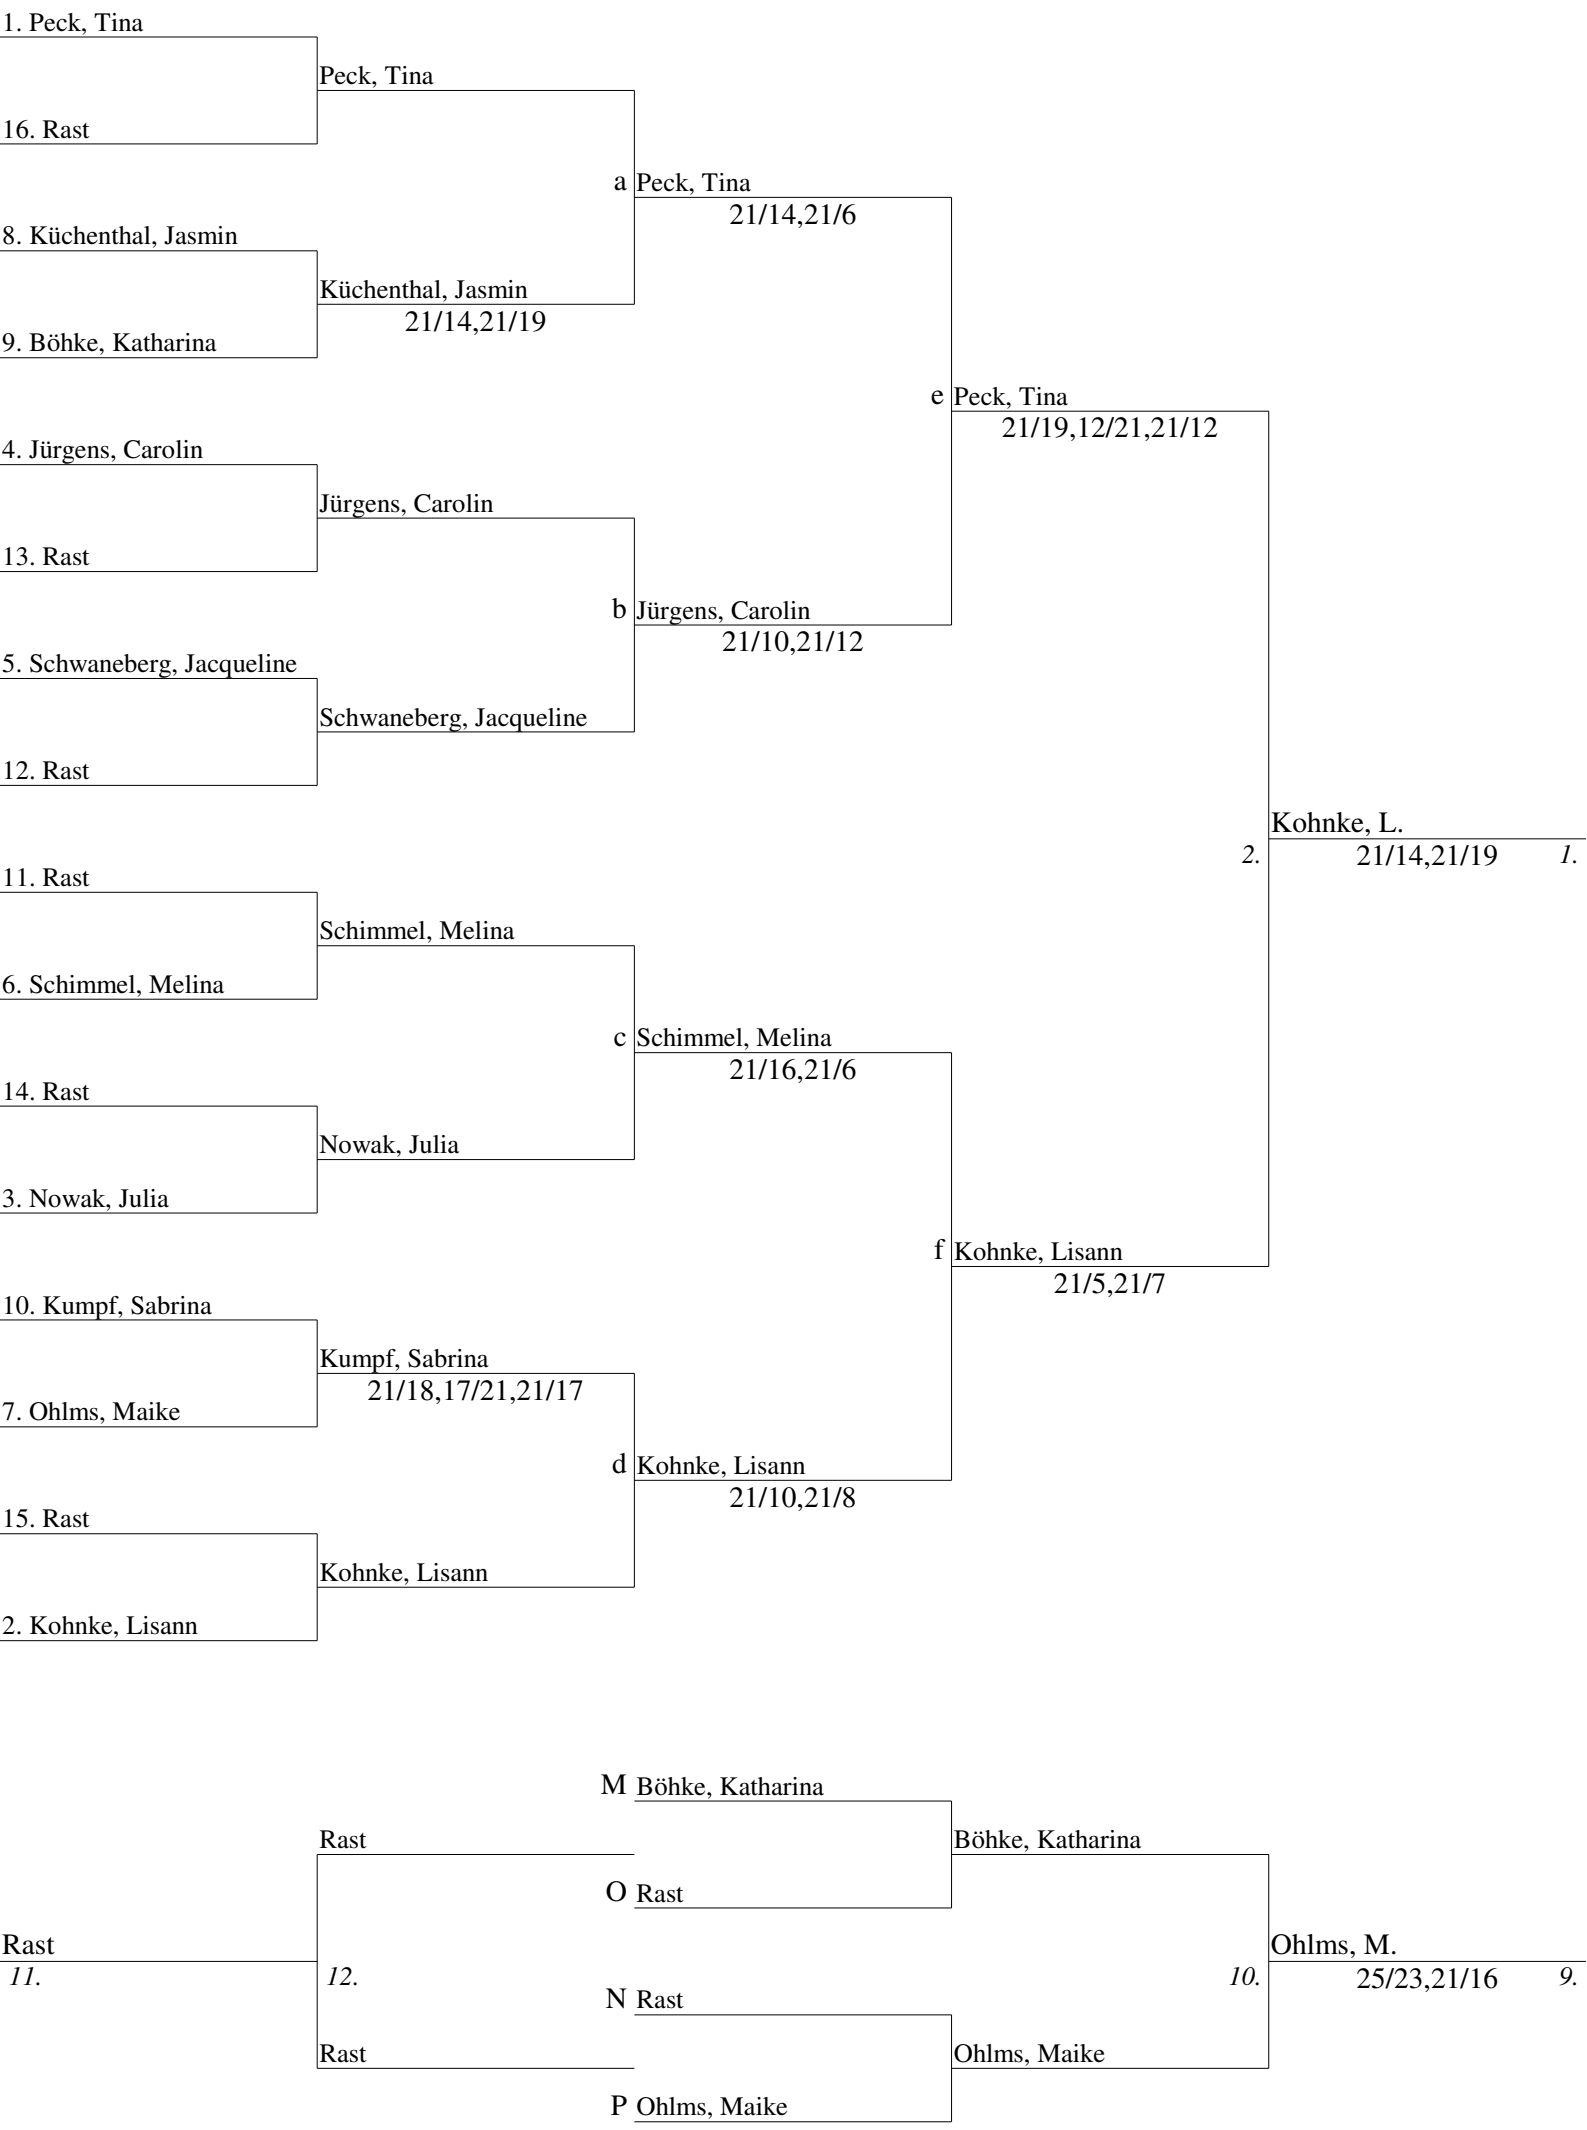 1. Peck, Tina
Peck, Tina
16. Rast
a Peck, Tina
21/14,21/6
8. Küchenthal, Jasmin
Küchenthal, Jasmin
21/14,21/19
9. Böhke, Katharina
e Peck, Tina
21/19,12/21,21/12
4. Jürgens, Carolin
Jürgens, Carolin
13. Rast
b Jürgens, Carolin
21/10,21/12
5. Schwaneberg, Jacqueline
Schwaneberg, Jacqueline
12. Rast
Kohnke, L.
2. 21/14,21/19 1.
11. Rast
Schimmel, Melina
6. Schimmel, Melina
c Schimmel, Melina
21/16,21/6
14. Rast
Nowak, Julia
3. Nowak, Julia
f Kohnke, Lisann
21/5,21/7
10. Kumpf, Sabrina
Kumpf, Sabrina
21/18,17/21,21/17
7. Ohlms, Maike
d Kohnke, Lisann
21/10,21/8
15. Rast
Kohnke, Lisann
2. Kohnke, Lisann
M Böhke, Katharina
Rast
Böhke, Katharina
O Rast
Rast
Ohlms, M.
11.
12.
10. 25/23,21/16 9.
N Rast
Rast
Ohlms, Maike
P Ohlms, Maike